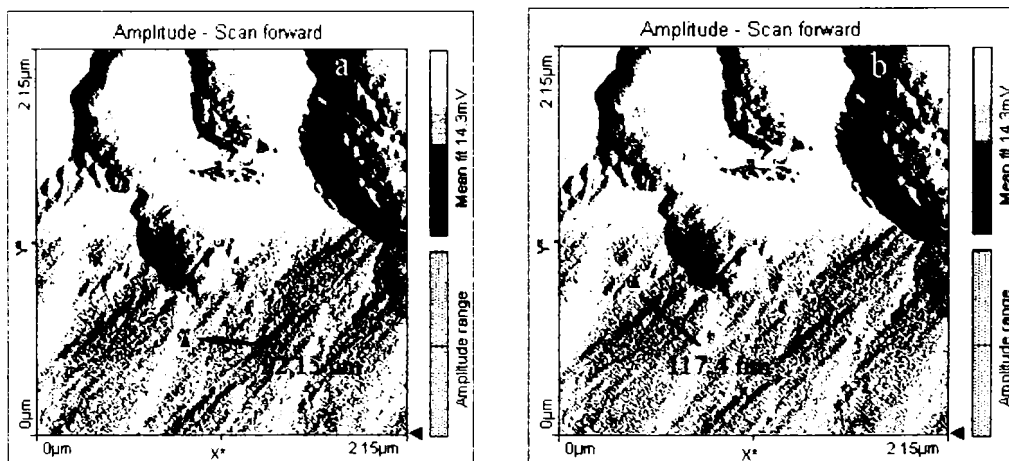 Amplitude - Scan forward
a
2 15µm
Y*
0µm
0µm
X*
2 15µm
Mean fit 14.3mV
Amplitude range
Amplitude - Scan forward
b
2 15µm
Y*
0µm
0µm
X*
2 15µm
Mean fit 14.3mV
Amplitude range
117.4